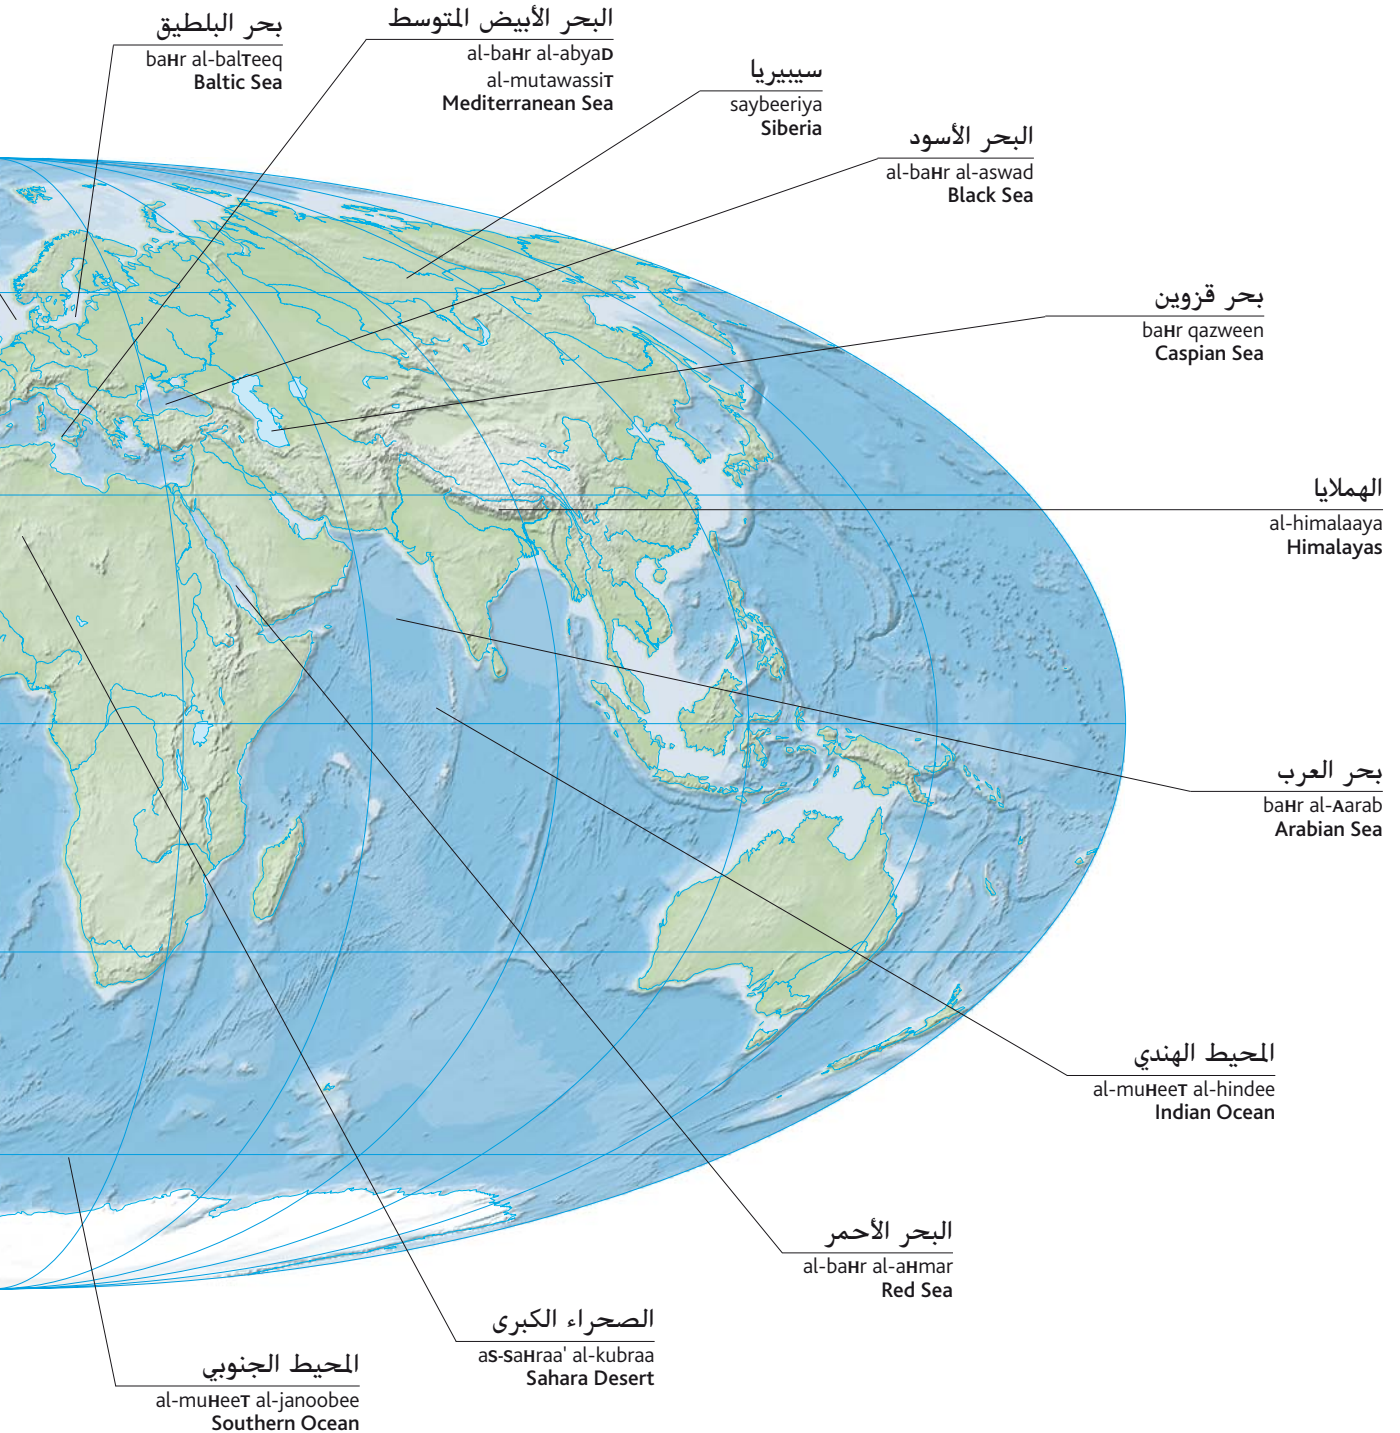 بحر البلطيق
baHr al-balTeeq
Baltic Sea
البحر الأبيض المتوسط
al-baHr al-abyaD
al-mutawassiT
Mediterranean Sea
سيبيريا
saybeeriya
Siberia
البحر الأسود
al-baHr al-aswad
Black Sea
بحر قزوين
baHr qazween
Caspian Sea
الهملايا
al-himalaaya
Himalayas
بحر العرب
baHr al-Aarab
Arabian Sea
المحيط الهندي
al-muHeeT al-hindee
Indian Ocean
البحر الأحمر
al-baHr al-aHmar
Red Sea
الصحراء الكبرى
aS-SaHraa' al-kubraa
Sahara Desert
المحيط الجنوبي
al-muHeeT al-janoobee
Southern Ocean